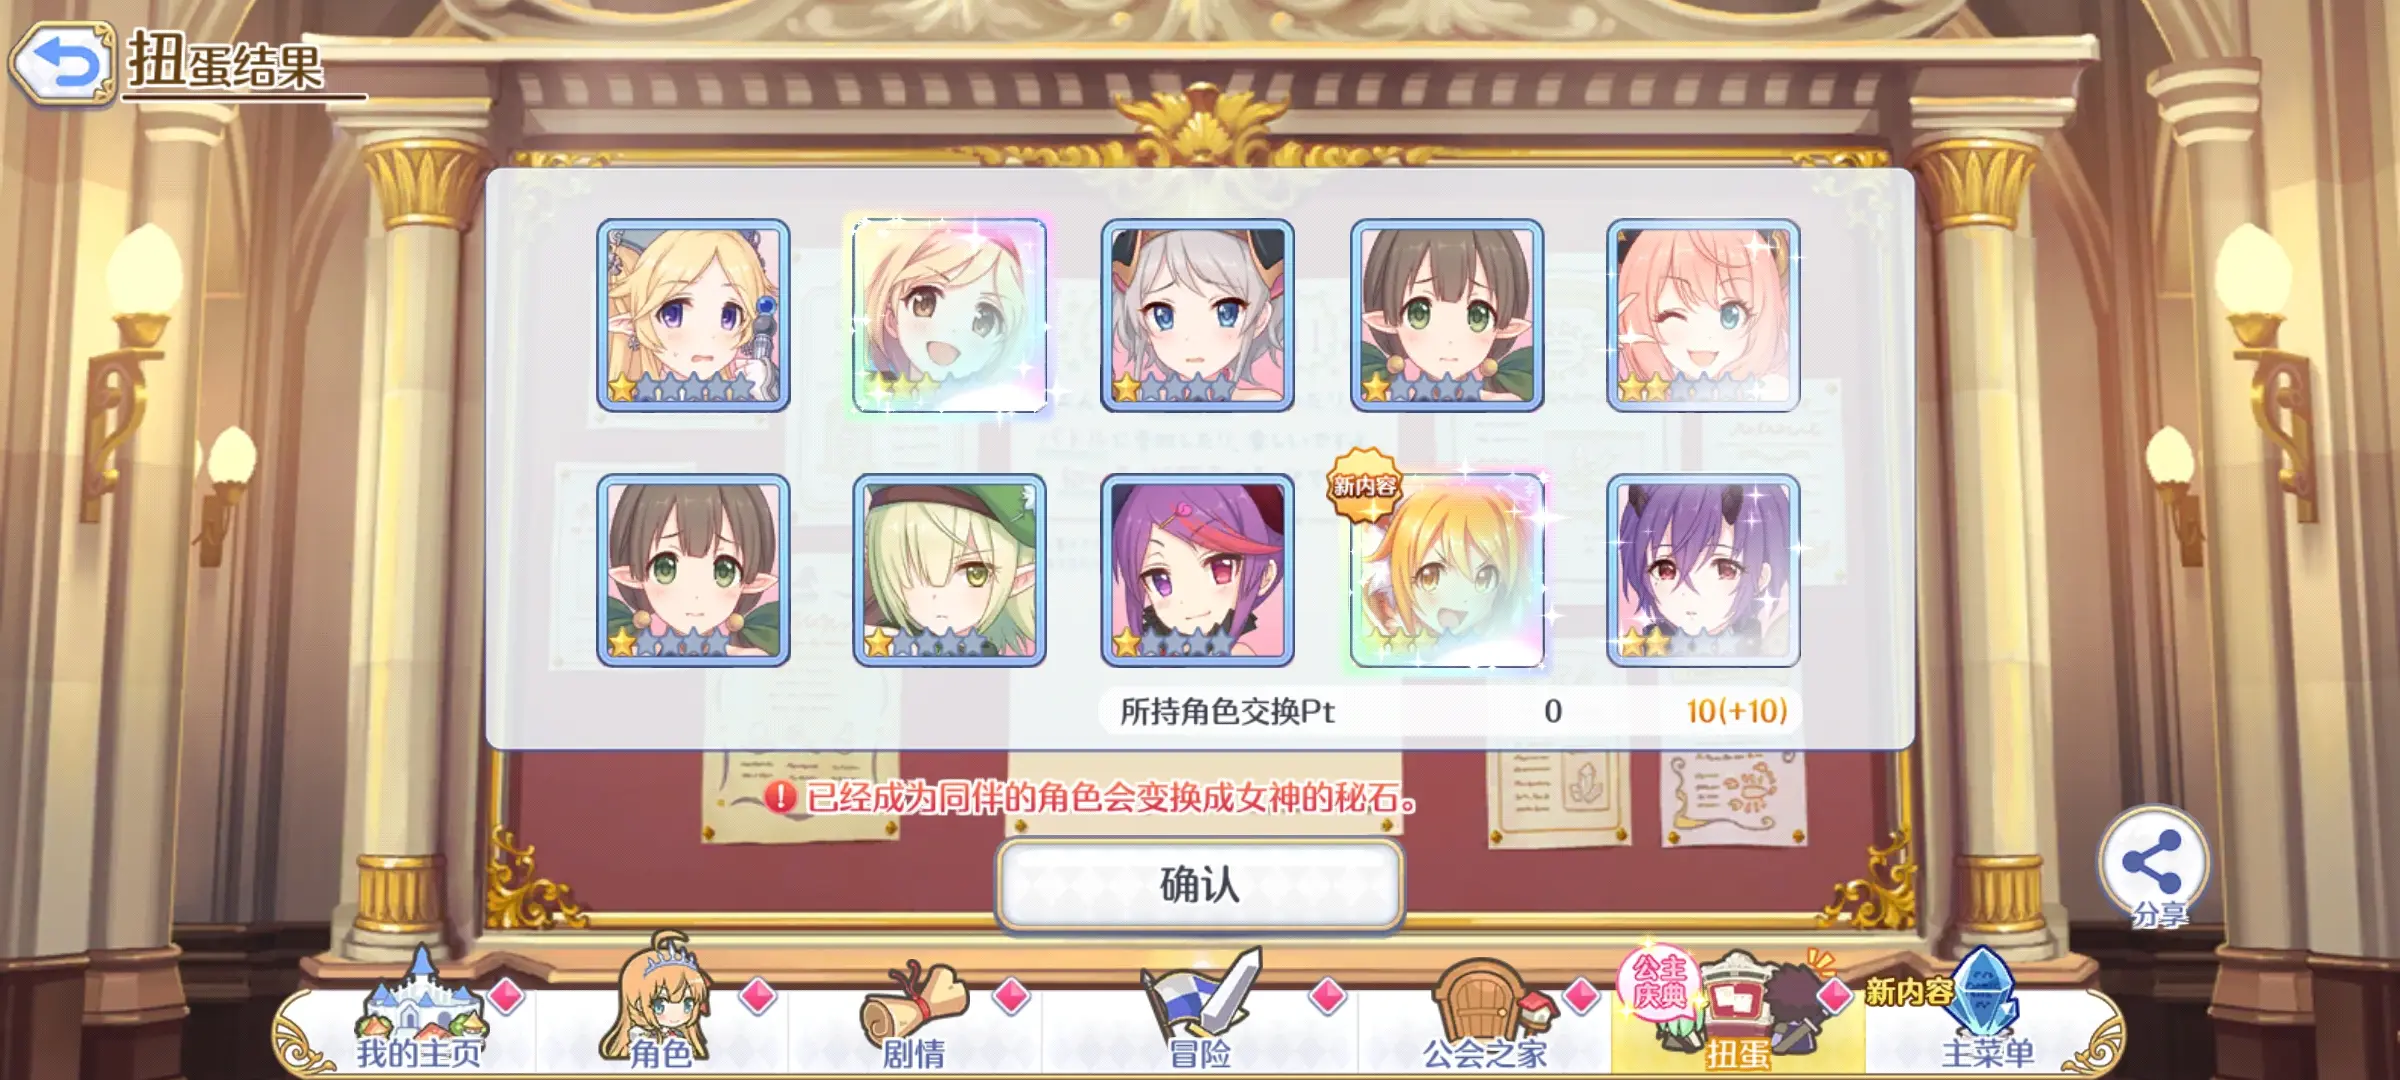 扭蛋结果
新内容
所持角色交换Pt 0 10(+10)
已经成为同伴的角色会变换成女神的秘石。
确认
分享
公主
庆典
新内容
我的主页
角色
剧情
冒险
公会之家
扭蛋
主菜单